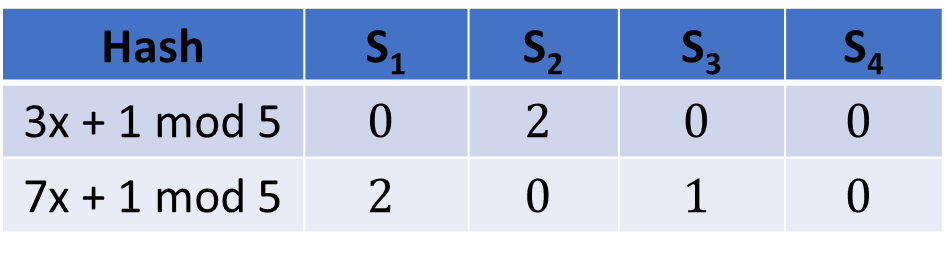 Hash S₁ S₂ S₃ S₄
3x + 1 mod 5 0 2 0 0
7x + 1 mod 5 2 0 1 0